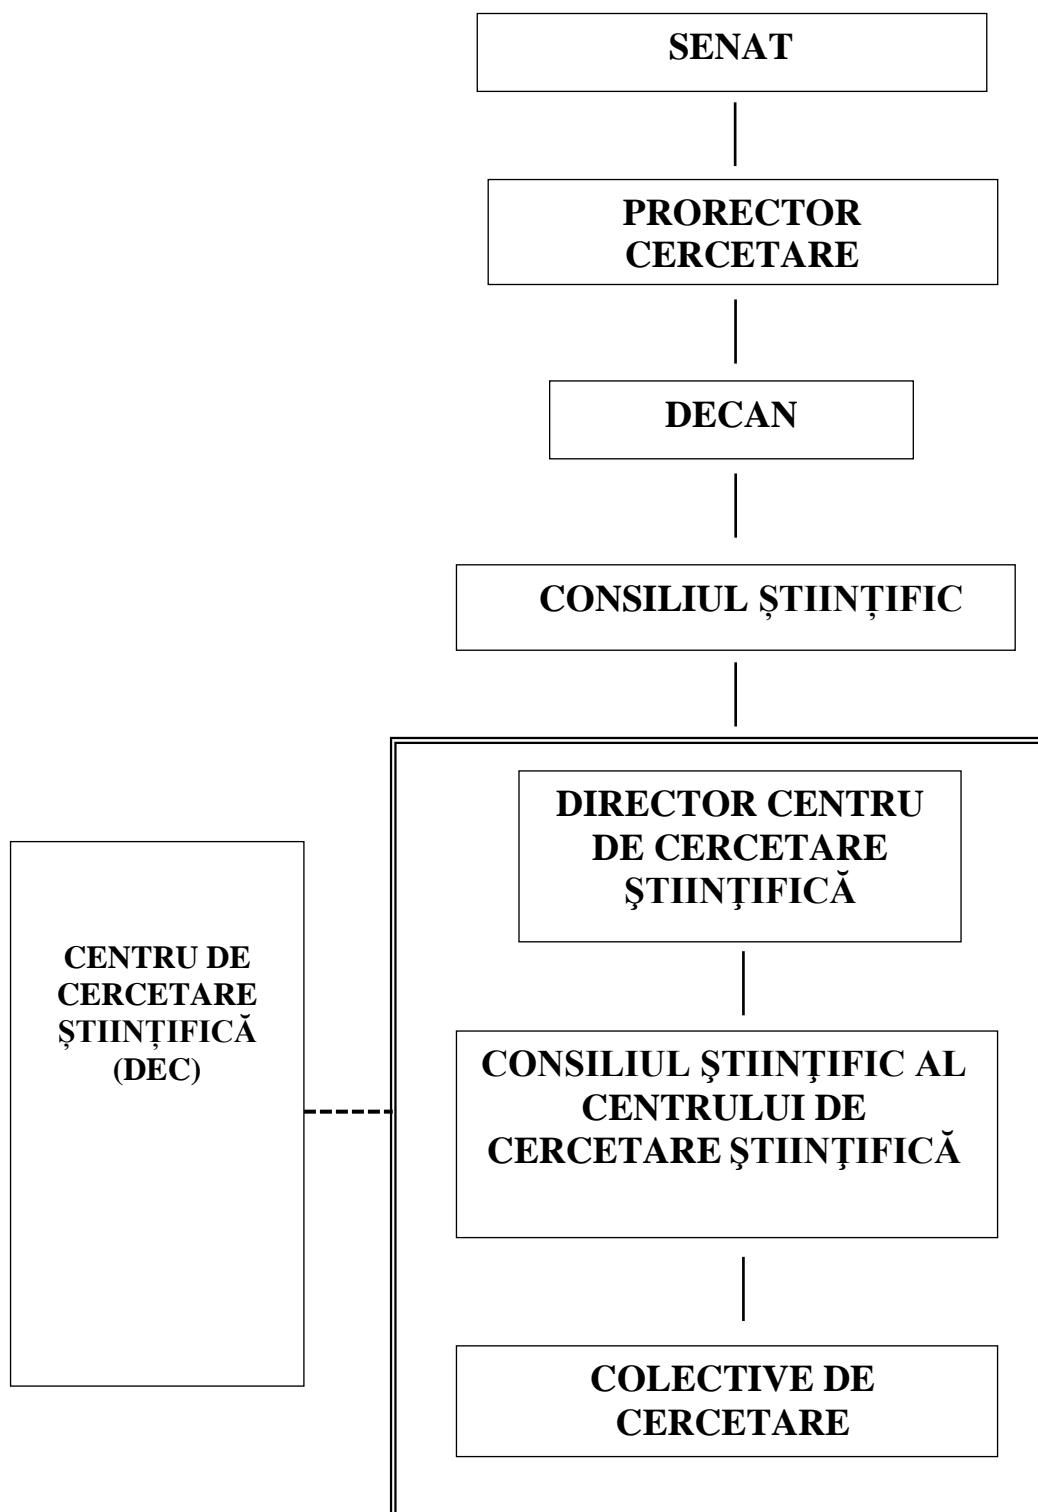 SENAT
PRORECTOR
CERCETARE
DECAN
CONSILIUL ȘTIINȚIFIC
DIRECTOR CENTRU
DE CERCETARE
ŞTIINŢIFICĂ
CENTRU DE
CERCETARE
ȘTIINȚIFICĂ
(DEC)
CONSILIUL ŞTIINŢIFIC AL
CENTRULUI DE
CERCETARE ŞTIINŢIFICĂ
COLECTIVE DE
CERCETARE